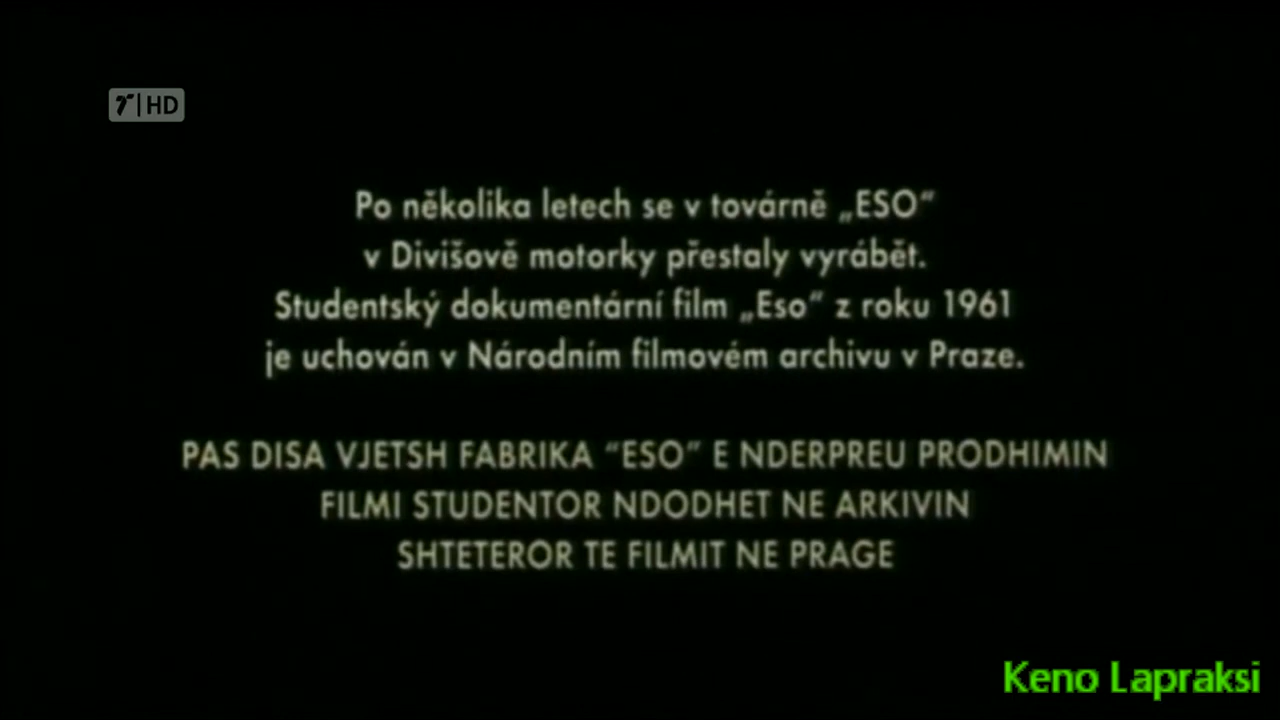 HD
Po několika letech se v továrně „ESO“
v Divišově motorky přestaly vyrábět.
Studentský dokumentární film „Eso“ z roku 1961
je uchován v Národním filmovém archivu v Praze.
PAS DISA VJETSH FABRIKA “ESO” E NDERPREU PRODHIMIN
FILMI STUDENTOR NDODHET NE ARKIVIN
SHTETEROR TE FILMIT NE PRAGE
Keno Lapraksi